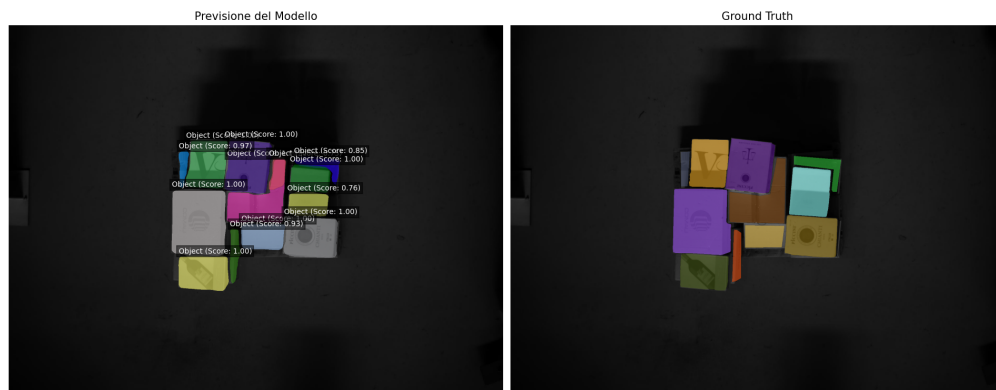 Previsione del Modello
Ground Truth
Object (Score: 1.00)
Object (Score: 0.97)
Object (Score: 0.85)
Object (Score: 1.00)
Object (Score: 1.00)
Object (Score: 0.76)
Object (Score: 1.00)
Object (Score: 0.93)
Object (Score: 1.00)